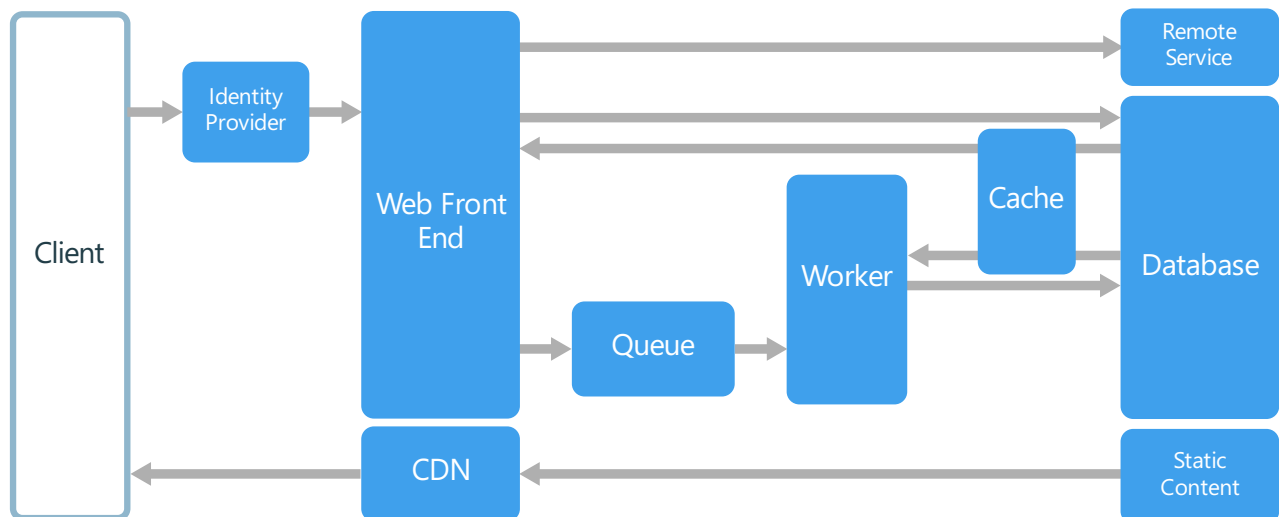 Client
Identity
Provider
Web Front
End
CDN
Queue
Worker
Cache
Remote
Service
Database
Static
Content